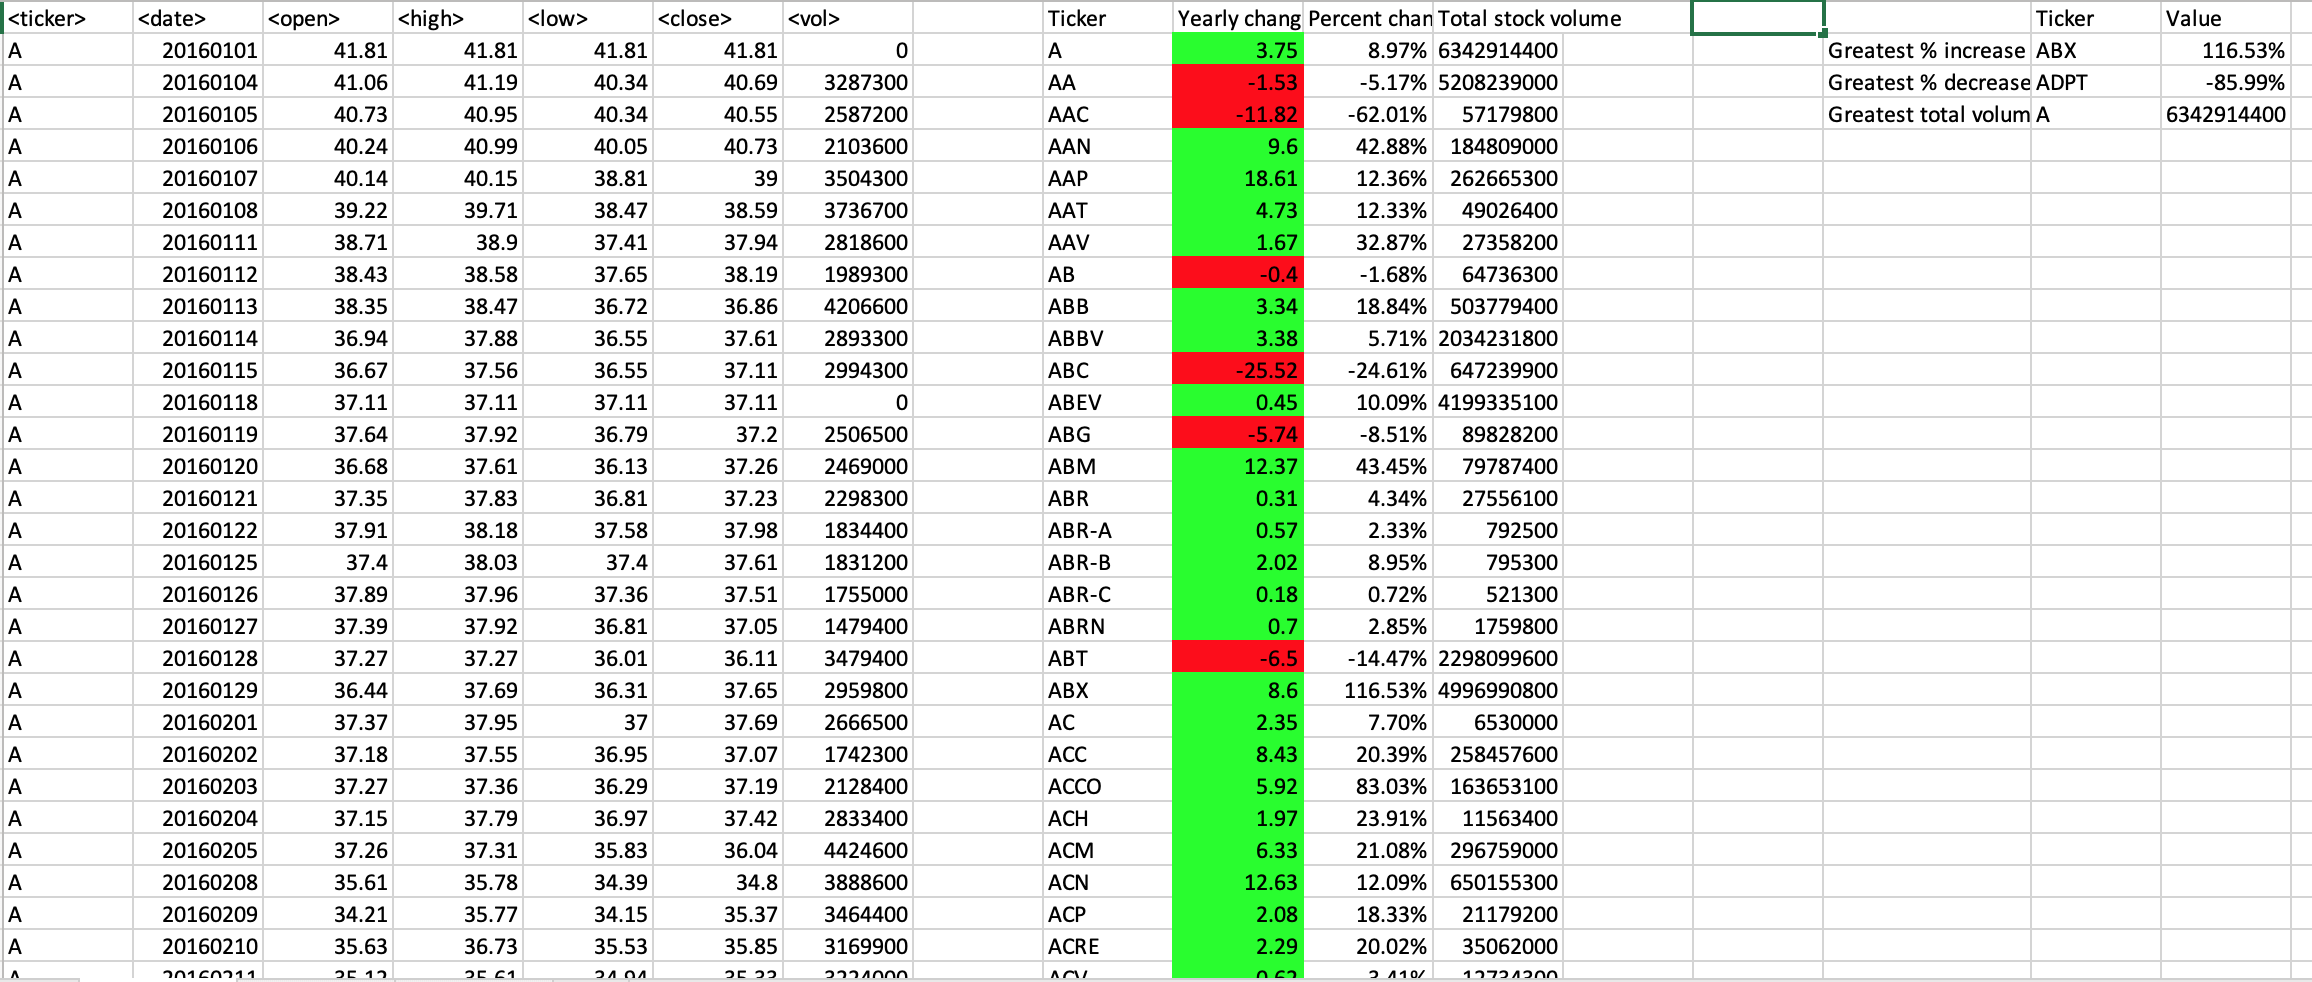 <ticker> <date> <open> <high> <low> <close> <vol> Ticker Yearly chang Percent chan Total stock volume Ticker Value
A 20160101 41.81 41.81 41.81 41.81 0 A 3.75 8.97% 6342914400 Greatest % increase ABX 116.53%
A 20160104 41.06 41.19 40.34 40.69 3287300 AA -1.53 -5.17% 5208239000 Greatest % decrease ADPT -85.99%
A 20160105 40.73 40.95 40.34 40.55 2587200 AAC -11.82 -62.01% 57179800 Greatest total volum A 6342914400
A 20160106 40.24 40.99 40.05 40.73 2103600 AAN 9.6 42.88% 184809000
A 20160107 40.14 40.15 38.81 39 3504300 AAP 18.61 12.36% 262665300
A 20160108 39.22 39.71 38.47 38.59 3736700 AAT 4.73 12.33% 49026400
A 20160111 38.71 38.9 37.41 37.94 2818600 AAV 1.67 32.87% 27358200
A 20160112 38.43 38.58 37.65 38.19 1989300 AB -0.4 -1.68% 64736300
A 20160113 38.35 38.47 36.72 36.86 4206600 ABB 3.34 18.84% 503779400
A 20160114 36.94 37.88 36.55 37.61 2893300 ABBV 3.38 5.71% 2034231800
A 20160115 36.67 37.56 36.55 37.11 2994300 ABC -25.52 -24.61% 647239900
A 20160118 37.11 37.11 37.11 37.11 0 ABEV 0.45 10.09% 4199335100
A 20160119 37.64 37.92 36.79 37.2 2506500 ABG -5.74 -8.51% 89828200
A 20160120 36.68 37.61 36.13 37.26 2469000 ABM 12.37 43.45% 79787400
A 20160121 37.35 37.83 36.81 37.23 2298300 ABR 0.31 4.34% 27556100
A 20160122 37.91 38.18 37.58 37.98 1834400 ABR-A 0.57 2.33% 792500
A 20160125 37.4 38.03 37.4 37.61 1831200 ABR-B 2.02 8.95% 795300
A 20160126 37.89 37.96 37.36 37.51 1755000 ABR-C 0.18 0.72% 521300
A 20160127 37.39 37.92 36.81 37.05 1479400 ABRN 0.7 2.85% 1759800
A 20160128 37.27 37.27 36.01 36.11 3479400 ABT -6.5 -14.47% 2298099600
A 20160129 36.44 37.69 36.31 37.65 2959800 ABX 8.6 116.53% 4996990800
A 20160201 37.37 37.95 37 37.69 2666500 AC 2.35 7.70% 6530000
A 20160202 37.18 37.55 36.95 37.07 1742300 ACC 8.43 20.39% 258457600
A 20160203 37.27 37.36 36.29 37.19 2128400 ACCO 5.92 83.03% 163653100
A 20160204 37.15 37.79 36.97 37.42 2833400 ACH 1.97 23.91% 11563400
A 20160205 37.26 37.31 35.83 36.04 4424600 ACM 6.33 21.08% 296759000
A 20160208 35.61 35.78 34.39 34.8 3888600 ACN 12.63 12.09% 650155300
A 20160209 34.21 35.77 34.15 35.37 3464400 ACP 2.08 18.33% 21179200
A 20160210 35.63 36.73 35.53 35.85 3169900 ACRE 2.29 20.02% 35062000
A 20160211